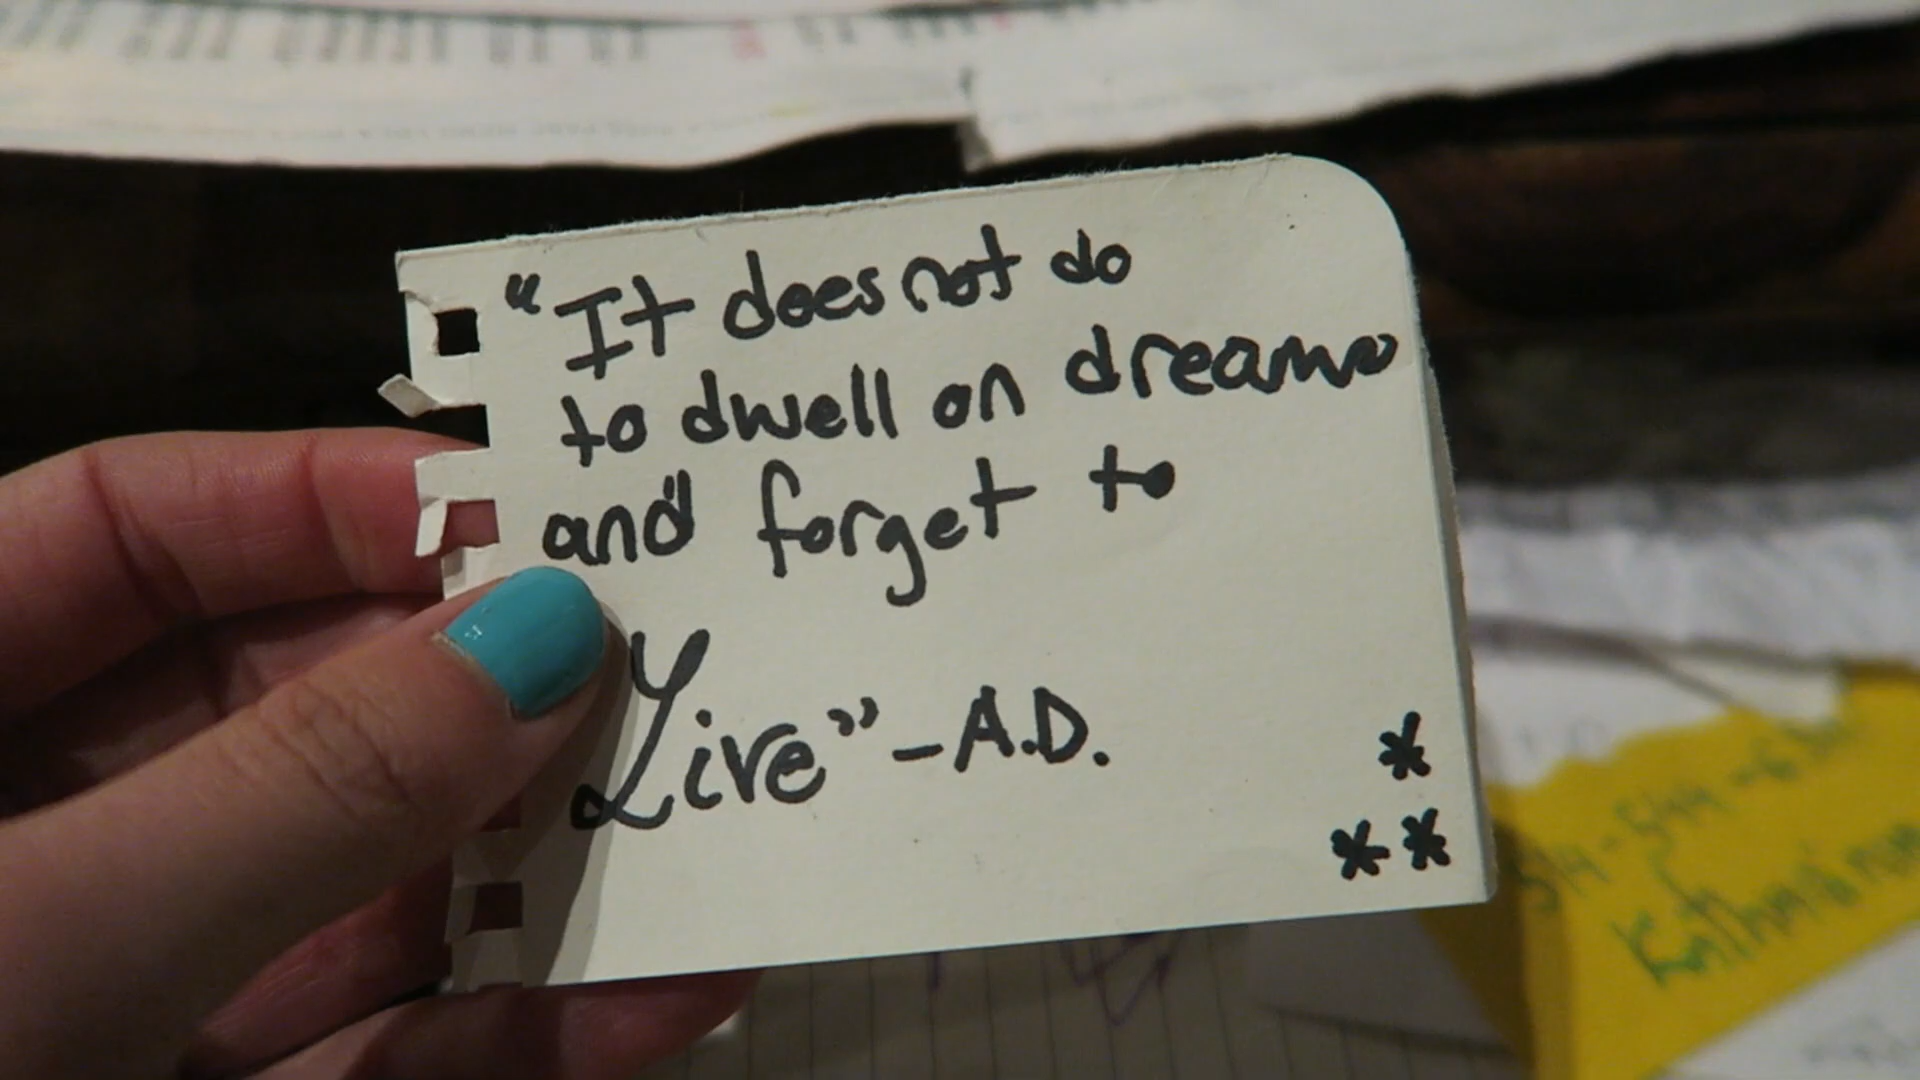 “It does not do
to dwell on dreams
and forget to
Live” - A.D.
*
* *